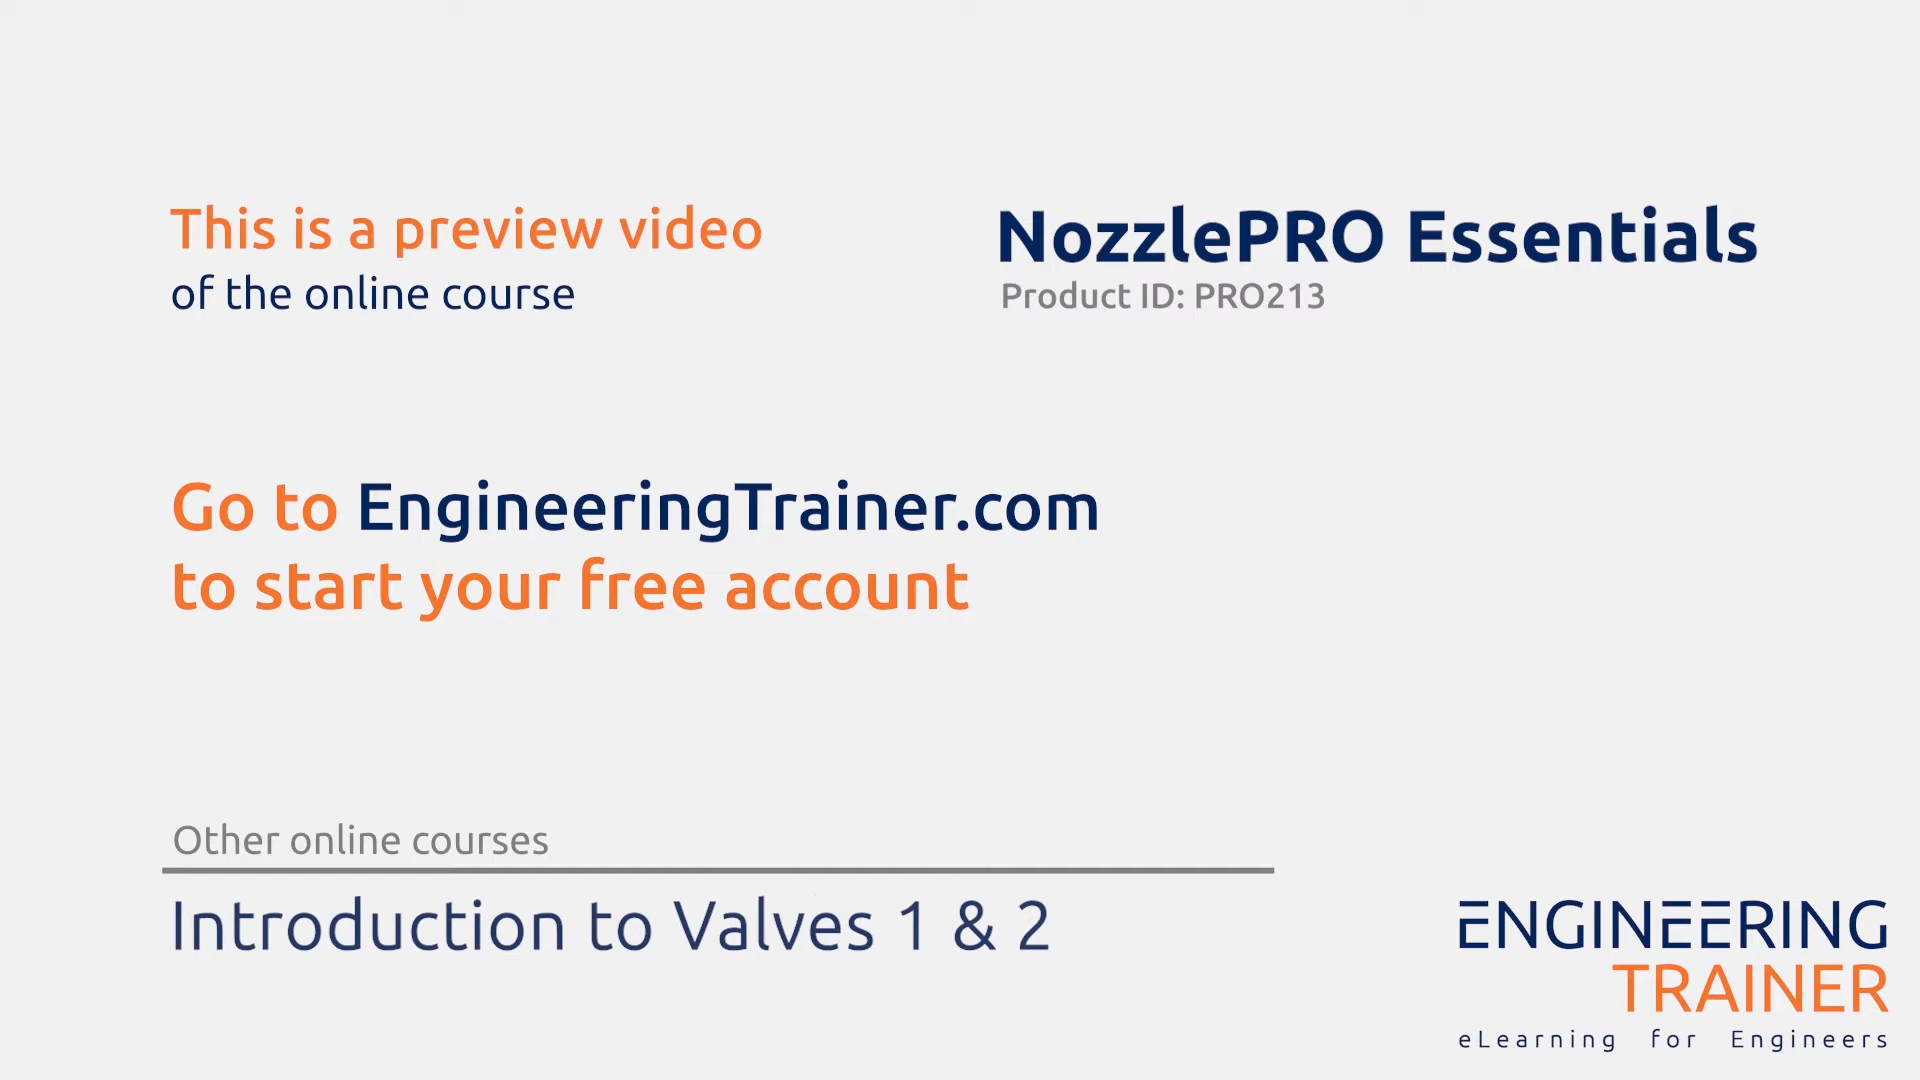 This is a preview video
of the online course
NozzlePRO Essentials
Product ID: PRO213
Go to EngineeringTrainer.com
to start your free account
Other online courses
Introduction to Valves 1 & 2
ENGINEERING
TRAINER
eLearning for Engineers